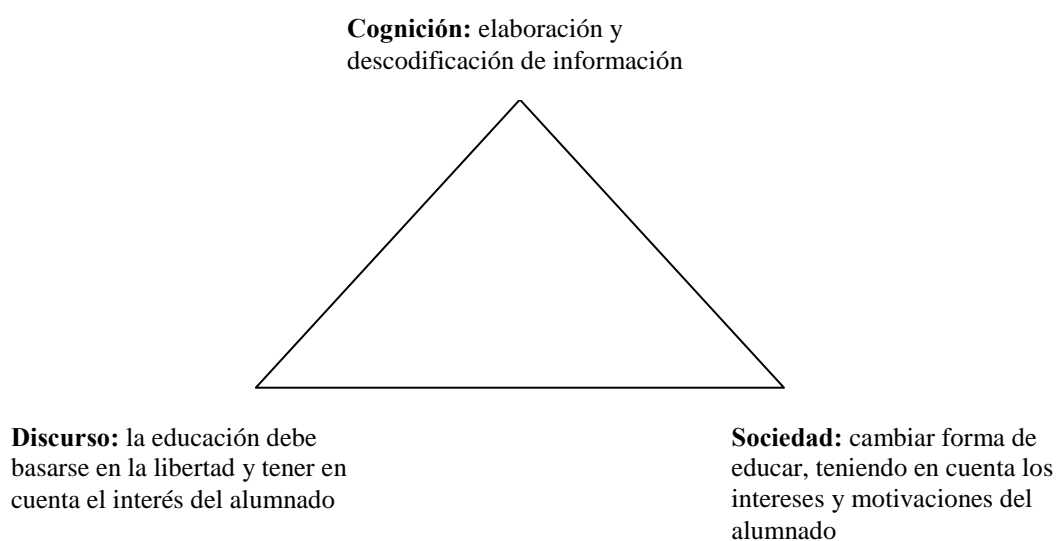 Cognición: elaboración y
descodificación de información
Discurso: la educación debe
basarse en la libertad y tener en
cuenta el interés del alumnado
Sociedad: cambiar forma de
educar, teniendo en cuenta los
intereses y motivaciones del
alumnado